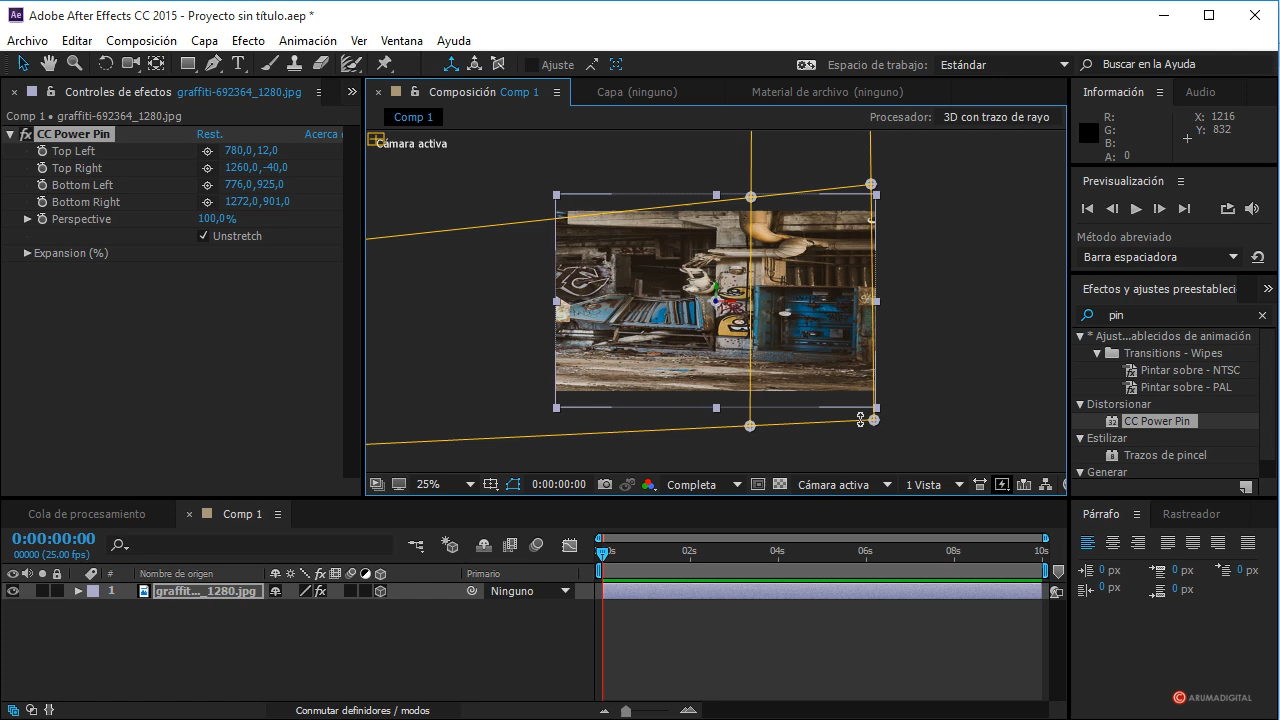 Adobe After Effects CC 2015 - Proyecto sin título.aep *
Archivo Editar Composición Capa Efecto Animación Ver Ventana Ayuda
Ajuste Espacio de trabajo: Estándar Buscar en la Ayuda
Controles de efectos graffiti-692364_1280.jpg
Comp 1 • graffiti-692364_1280.jpg
fx CC Power Pin Rest. Acerca
Top Left 780,0,12,0
Top Right 1260,0,-40,0
Bottom Left 776,0,925,0
Bottom Right 1272,0,901,0
Perspective 100,0%
Unstretch
Expansion (%)
Composición Comp 1 Capa (ninguno) Material de archivo (ninguno)
Comp 1 Procesador: 3D con trazo de rayo
Cámara activa
25% 0:00:00:00 Completa Cámara activa 1 Vista
Información Audio
R: X: 1216
G: Y: 832
B:
A: 0
Previsualización
Método abreviado
Barra espaciadora
Efectos y ajustes preestableci
pin
* Ajust...ablecidos de animación
Transitions - Wipes
Pintar sobre - NTSC
Pintar sobre - PAL
Distorsionar
CC Power Pin
Estilizar
Trazos de pincel
Generar
Cola de procesamiento Comp 1
0:00:00:00
00000 (25.00 fps)
02s 04s 06s 08s 10s
# Nombre de origen Primario
1 graffit..._1280.jpg Ninguno
Conmutar definidores / modos
Párrafo Rastreador
0 px 0 px 0 px
0 px 0 px
ARUMADIGITAL